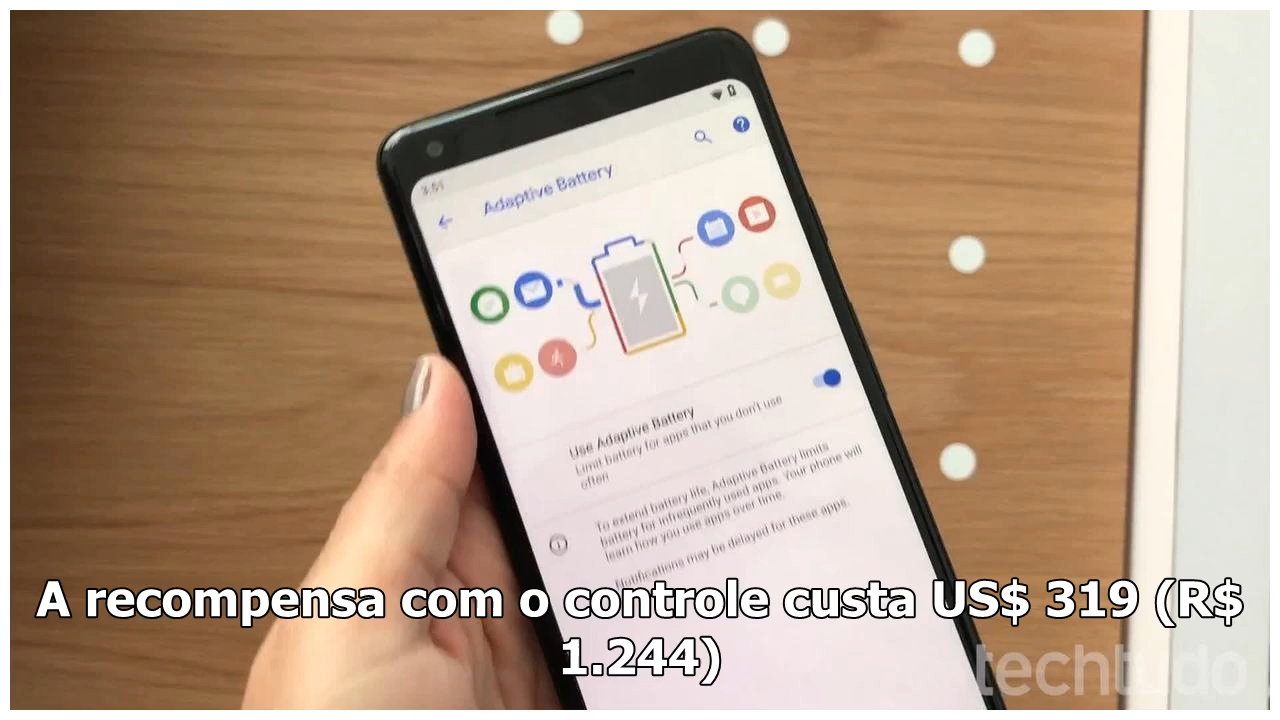 3:51
Adaptive Battery
Use Adaptive Battery
Limit battery for apps that you don't use
often
To extend battery life, Adaptive Battery limits
battery for infrequently used apps. Your phone will
learn how you use apps over time.
Notifications may be delayed for these apps.
A recompensa com o controle custa US$ 319 (R$
1.244)
techtudo